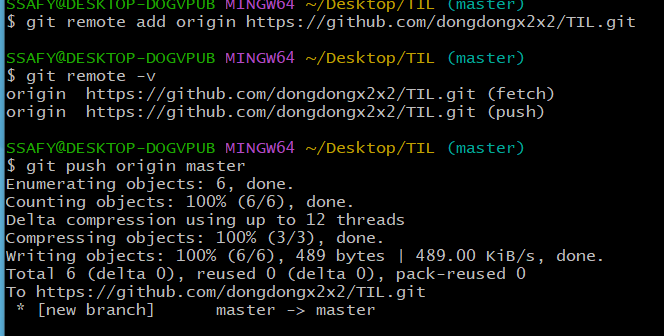 SSAFY@DESKTOP-DOGVPUB MINGW64 ~/Desktop/TIL (master)
$ git remote add origin https://github.com/dongdongx2x2/TIL.git
SSAFY@DESKTOP-DOGVPUB MINGW64 ~/Desktop/TIL (master)
$ git remote -v
origin  https://github.com/dongdongx2x2/TIL.git (fetch)
origin  https://github.com/dongdongx2x2/TIL.git (push)
SSAFY@DESKTOP-DOGVPUB MINGW64 ~/Desktop/TIL (master)
$ git push origin master
Enumerating objects: 6, done.
Counting objects: 100% (6/6), done.
Delta compression using up to 12 threads
Compressing objects: 100% (3/3), done.
Writing objects: 100% (6/6), 489 bytes | 489.00 KiB/s, done.
Total 6 (delta 0), reused 0 (delta 0), pack-reused 0
To https://github.com/dongdongx2x2/TIL.git
 * [new branch]      master -> master